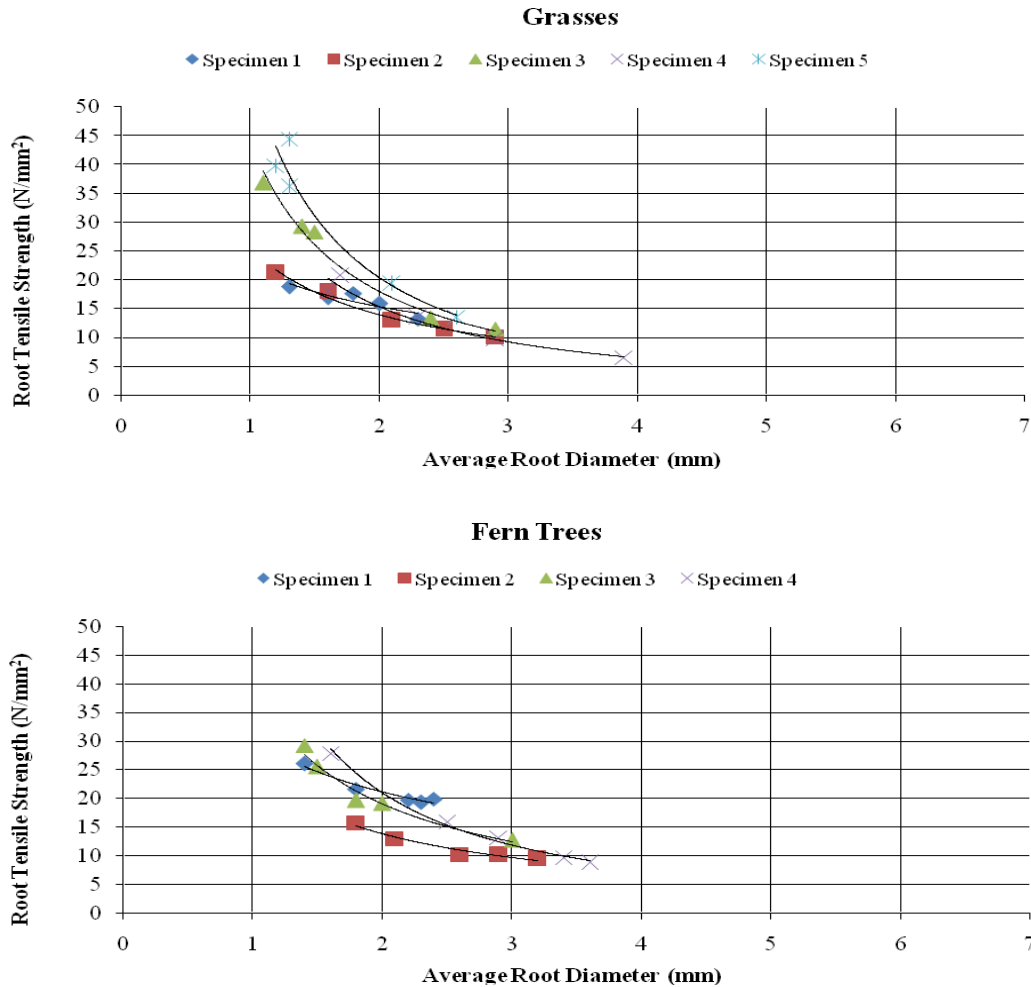 Grasses
Specimen 1 Specimen 2 Specimen 3 Specimen 4 Specimen 5
Root Tensile Strength (N/mm²)
50
45
40
35
30
25
20
15
10
5
0
0 1 2 3 4 5 6 7
Average Root Diameter (mm)
Fern Trees
Specimen 1 Specimen 2 Specimen 3 Specimen 4
Root Tensile Strength (N/mm²)
50
45
40
35
30
25
20
15
10
5
0
0 1 2 3 4 5 6 7
Average Root Diameter (mm)